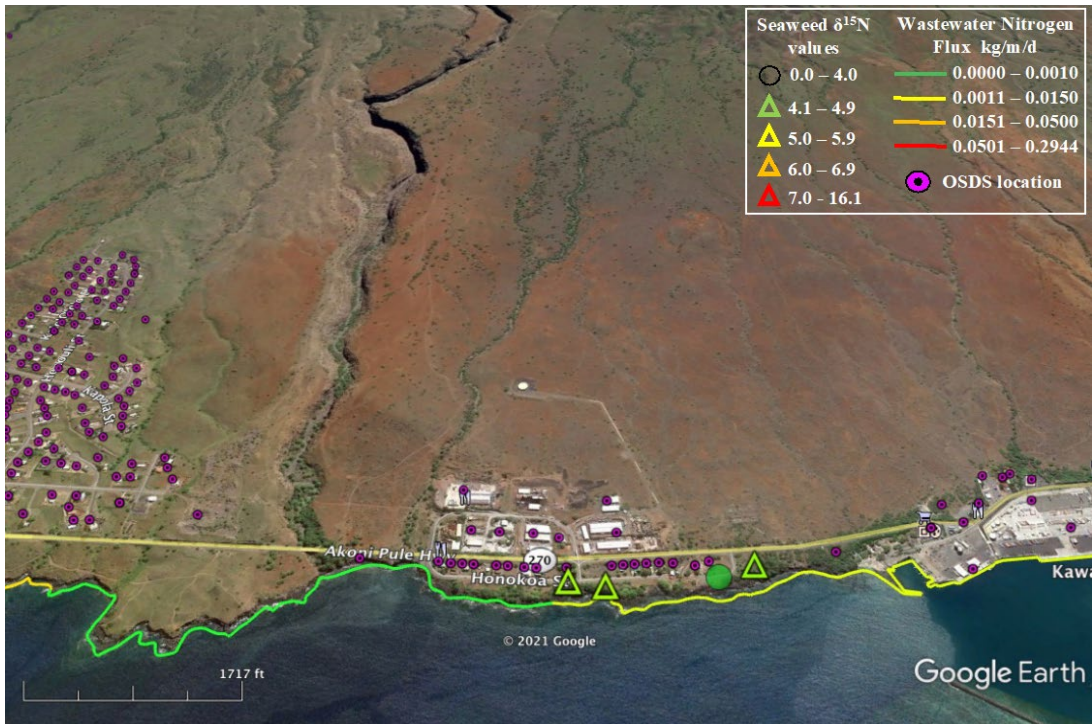 Seaweed δ¹⁵N
values
0.0 – 4.0
4.1 – 4.9
5.0 – 5.9
6.0 – 6.9
7.0 - 16.1
Wastewater Nitrogen
Flux kg/m/d
0.0000 – 0.0010
0.0011 – 0.0150
0.0151 – 0.0500
0.0501 – 0.2944
OSDS location
Kapola St
Akoni Pule Hwy
270
Honokoa St
Kawa
© 2021 Google
1717 ft
Google Earth